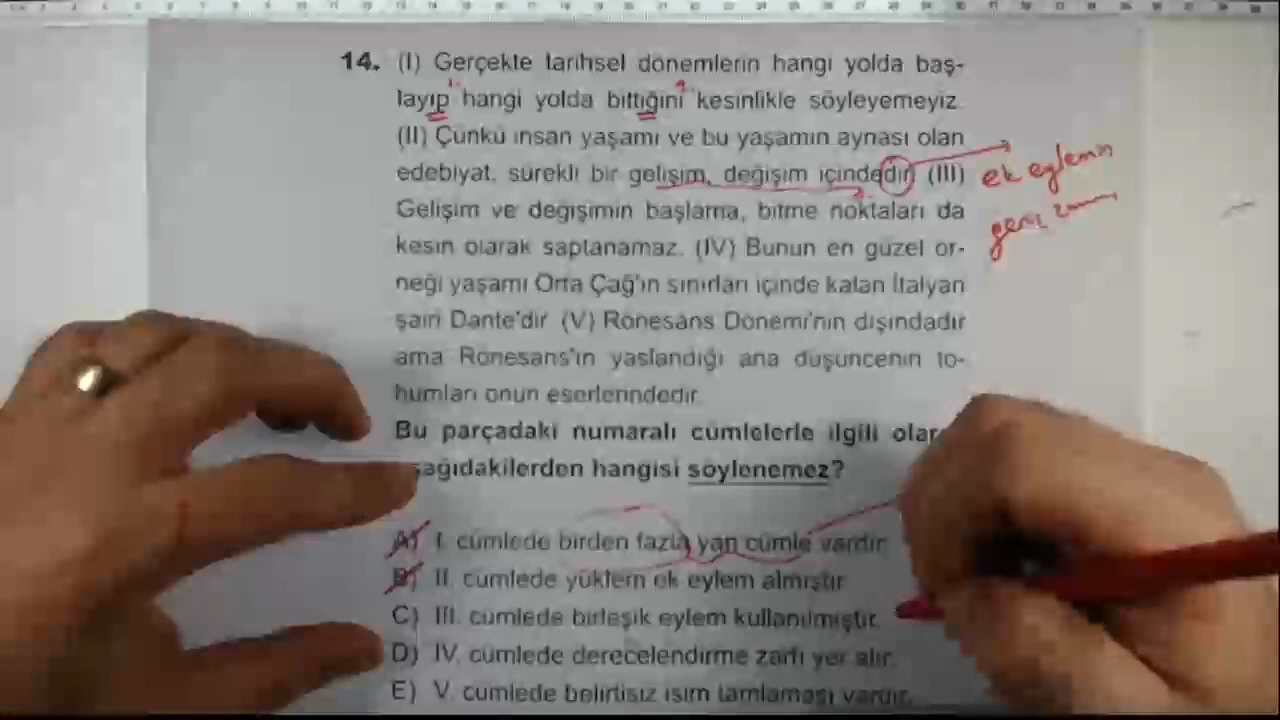 14. (I) Gerçekte tarihsel dönemlerin hangi yolda baş-
layıp hangi yolda bittiğini kesinlikle söyleyemeyiz.
(II) Çünkü insan yaşamı ve bu yaşamın aynası olan
edebiyat, sürekli bir gelişim, değişim içindedir. (III)
ek eylemin
Gelişim ve değişimin başlama, bitme noktaları da
geniş
kesin olarak saptanamaz. (IV) Bunun en güzel ör-
neği yaşamı Orta Çağ'ın sınırları içinde kalan İtalyan
şairi Dante'dir. (V) Rönesans Dönemi'nin dışındadır
ama Rönesans'ın yaslandığı ana düşüncenin to-
humları onun eserlerindedir.
Bu parçadaki numaralı cümlelerle ilgili
hangisi söylenemez?
A) I. cümlede birden fazla yan cümle vardır.
B) II. cümlede yüklem ek eylem almıştır.
C) III. cümlede birleşik eylem kullanılmıştır.
D) IV. cümlede derecelendirme zarfı yer alır.
E) V. cümlede belirtisiz isim tamlaması vardır.